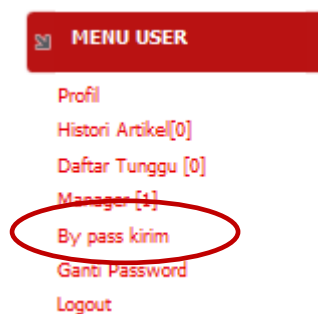 MENU USER
Profil
Histori Artikel[0]
Daftar Tunggu [0]
Manager [1]
By pass kirim
Ganti Password
Logout